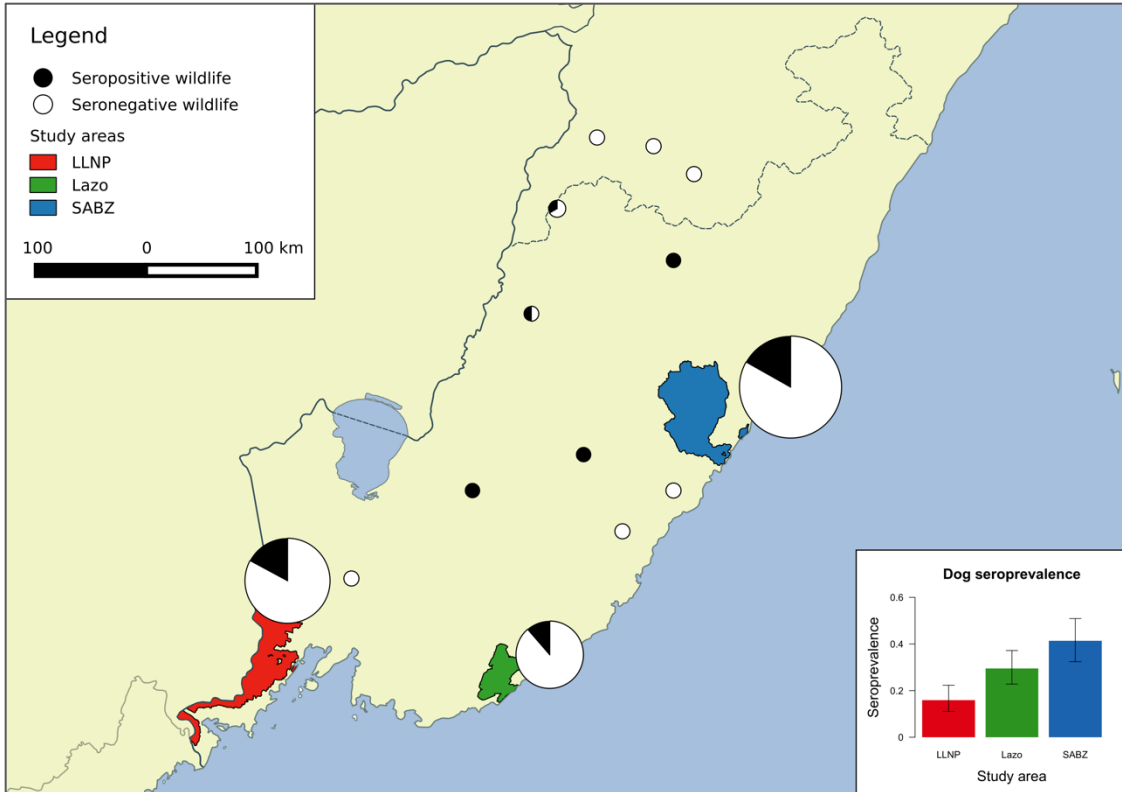 Legend
Seropositive wildlife
Seronegative wildlife
Study areas
LLNP
Lazo
SABZ
100 0 100 km
Dog seroprevalence
0.6
0.4
0.2
0
Seroprevalence
LLNP Lazo SABZ
Study area